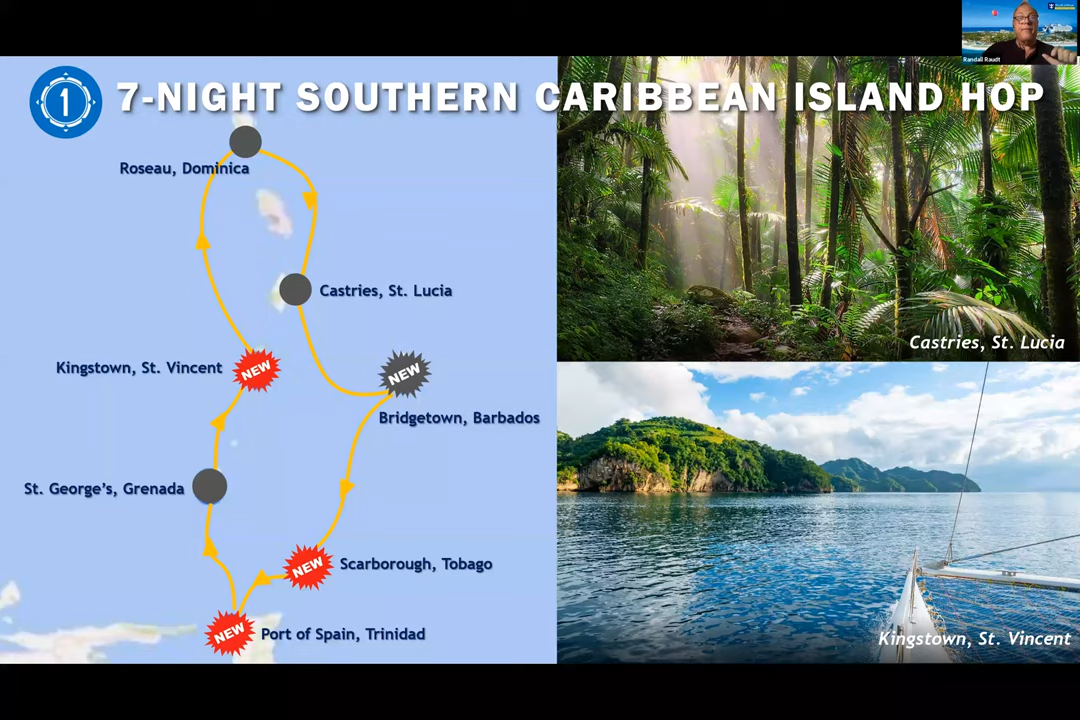 Randall Raudt
1
7-NIGHT SOUTHERN CARIBBEAN ISLAND HOP
Roseau, Dominica
Castries, St. Lucia
Kingstown, St. Vincent
NEW
NEW
Bridgetown, Barbados
St. George’s, Grenada
NEW
Scarborough, Tobago
NEW
Port of Spain, Trinidad
Castries, St. Lucia
Kingstown, St. Vincent